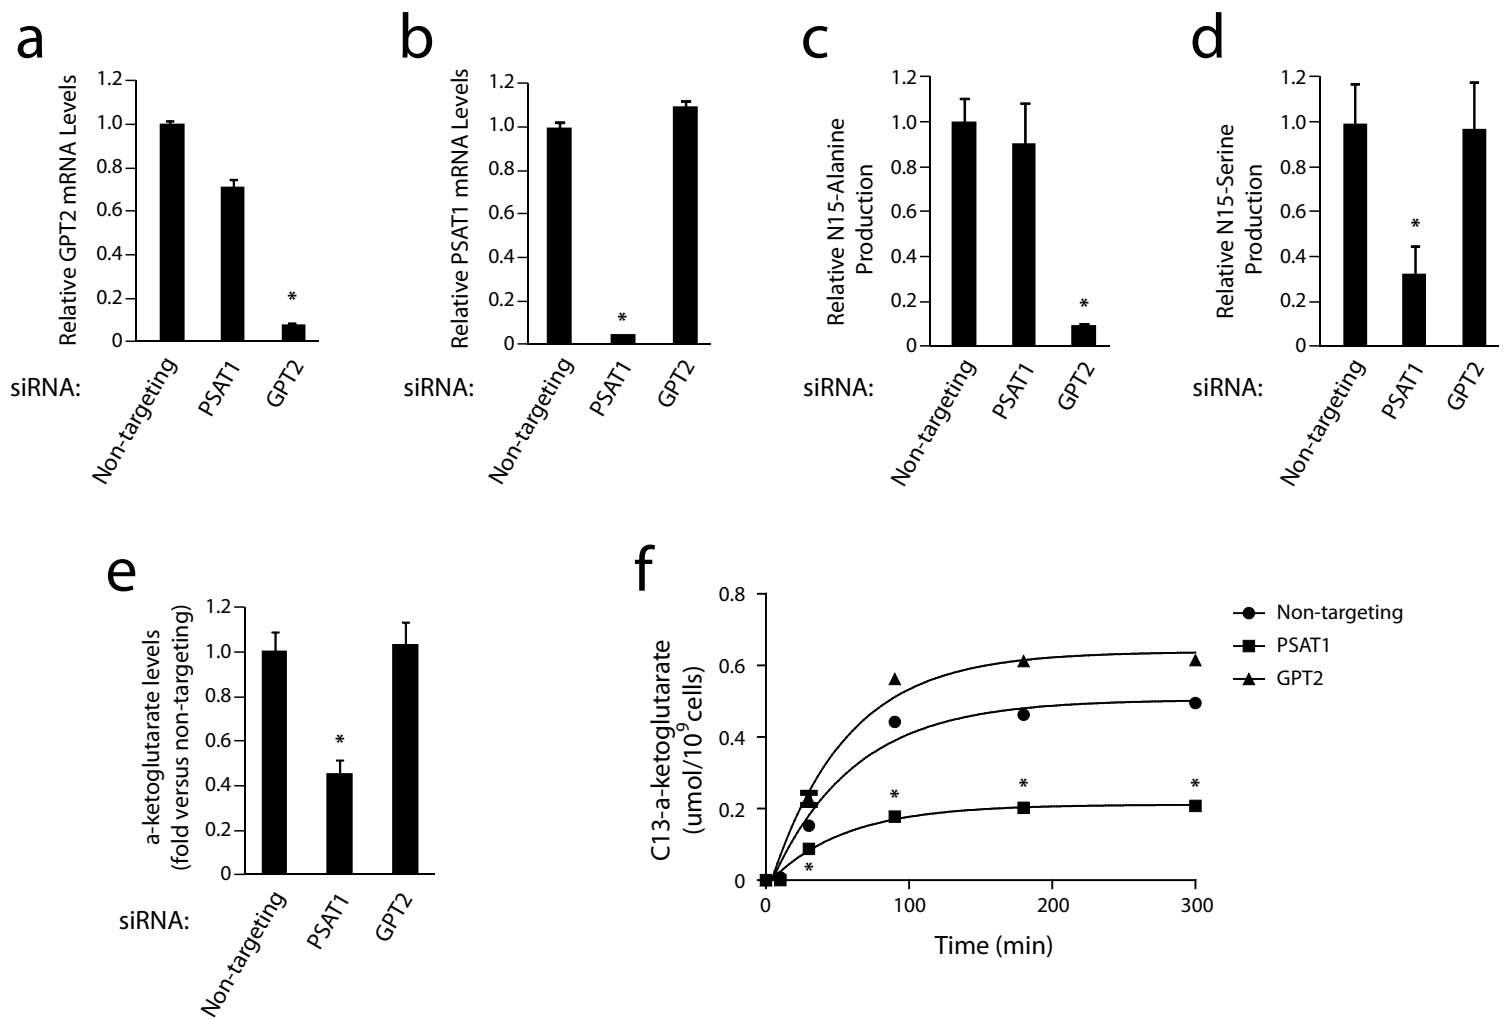 a
Relative GPT2 mRNA Levels
1.2
1.0
0.8
0.6
0.4
0.2
0
*
siRNA:
Non-targeting
PSAT1
GPT2
b
Relative PSAT1 mRNA Levels
1.2
1.0
0.8
0.6
0.4
0.2
0
*
siRNA:
Non-targeting
PSAT1
GPT2
c
Relative N15-Alanine
Production
1.2
1.0
0.8
0.6
0.4
0.2
0
*
siRNA:
Non-targeting
PSAT1
GPT2
d
Relative N15-Serine
Production
1.2
1.0
0.8
0.6
0.4
0.2
0
*
siRNA:
Non-targeting
PSAT1
GPT2
e
a-ketoglutarate levels
(fold versus non-targeting)
1.2
1.0
0.8
0.6
0.4
0.2
0
*
siRNA:
Non-targeting
PSAT1
GPT2
f
C13-a-ketoglutarate
(umol/10⁹cells)
0.8
0.6
0.4
0.2
0
*
*
*
*
0
100
200
300
Time (min)
Non-targeting
PSAT1
GPT2